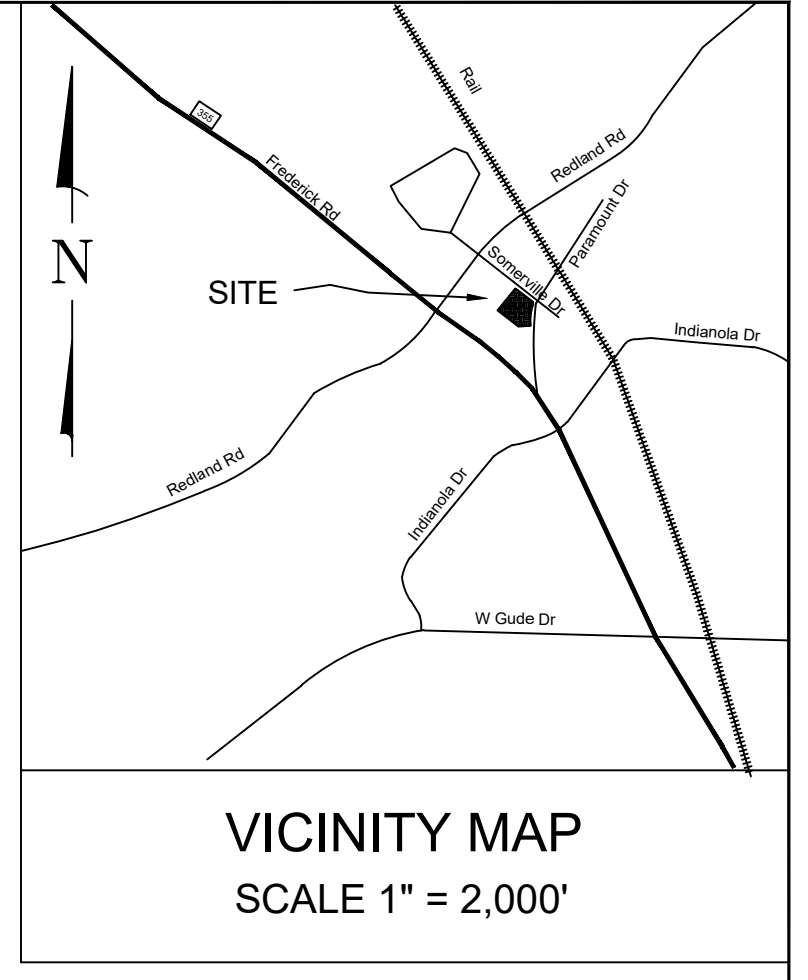 Rail
355
Redland Rd
Frederick Rd
Paramount Dr
N
Somerville Dr
SITE
Indianola Dr
Redland Rd
Indianola Dr
W Gude Dr
VICINITY MAP
SCALE 1" = 2,000'